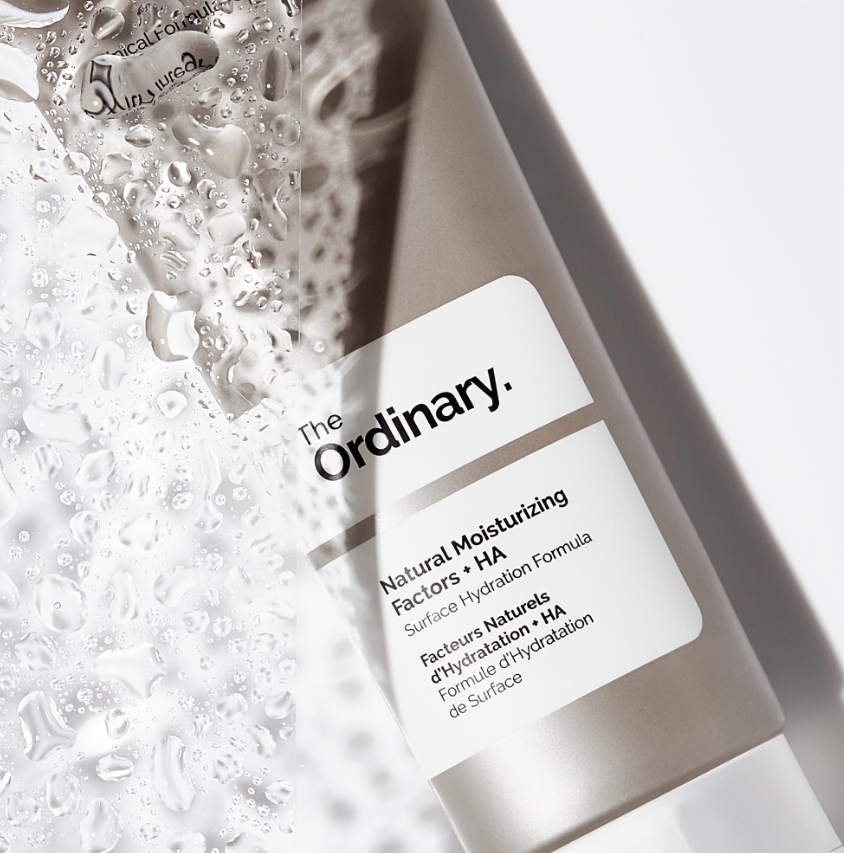 The
Ordinary.
Natural Moisturizing
Factors + HA
Surface Hydration Formula
Facteurs Naturels
d'Hydratation + HA
Formule d'Hydratation
de Surface